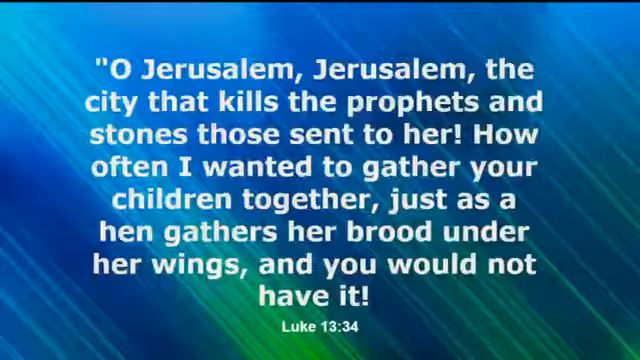 "O Jerusalem, Jerusalem, the
city that kills the prophets and
stones those sent to her! How
often I wanted to gather your
children together, just as a
hen gathers her brood under
her wings, and you would not
have it!
Luke 13:34